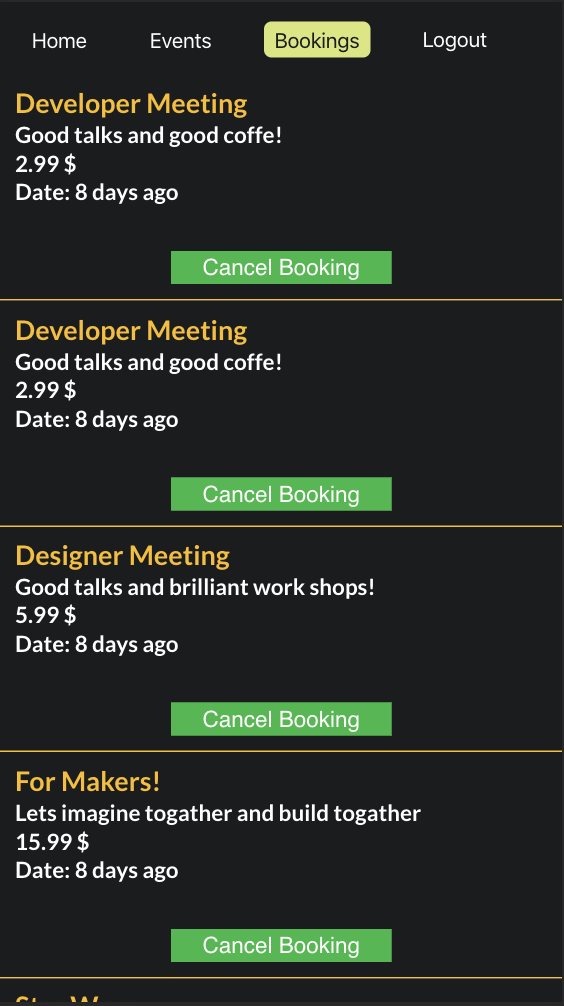 Home Events Bookings Logout
Developer Meeting
Good talks and good coffe!
2.99 $
Date: 8 days ago
Cancel Booking
Developer Meeting
Good talks and good coffe!
2.99 $
Date: 8 days ago
Cancel Booking
Designer Meeting
Good talks and brilliant work shops!
5.99 $
Date: 8 days ago
Cancel Booking
For Makers!
Lets imagine togather and build togather
15.99 $
Date: 8 days ago
Cancel Booking